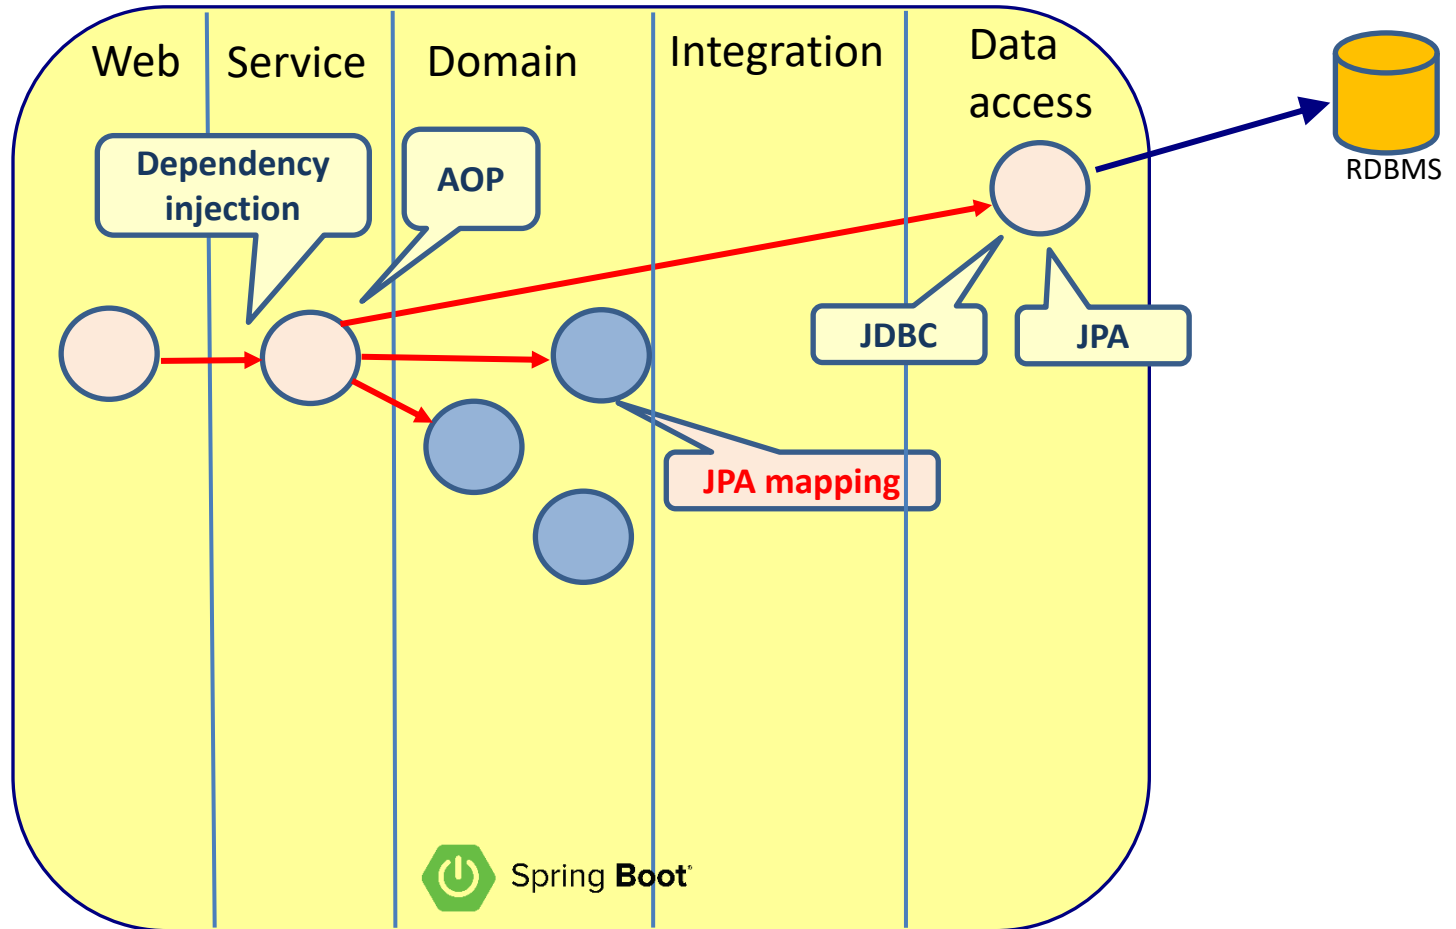 Web
Service
Domain
Integration
Data
access
RDBMS
Dependency
injection
AOP
JDBC
JPA
JPA mapping
Spring Boot